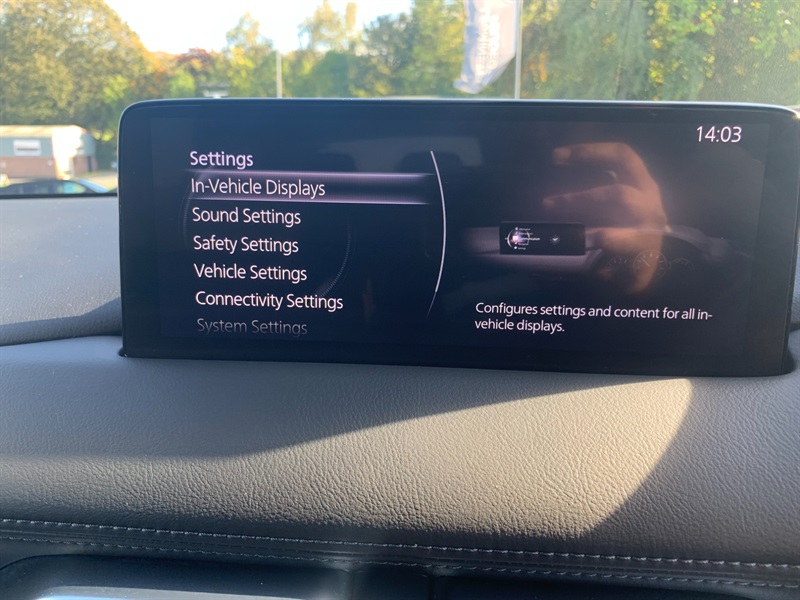 14:03
Settings
In-Vehicle Displays
Sound Settings
Safety Settings
Vehicle Settings
Connectivity Settings
System Settings
Configures settings and content for all in-
vehicle displays.